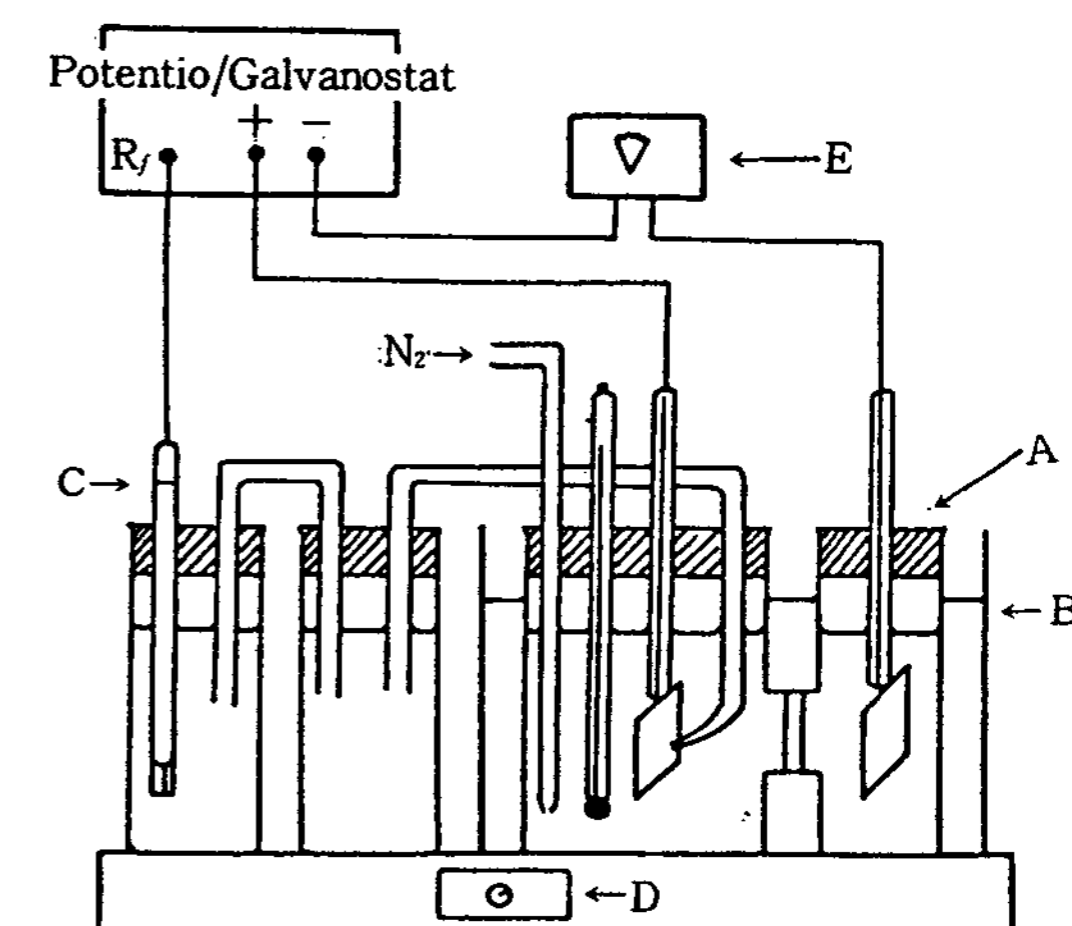 Potentio/Galvanostat
+ −
Rf
E
N₂
C
A
B
D